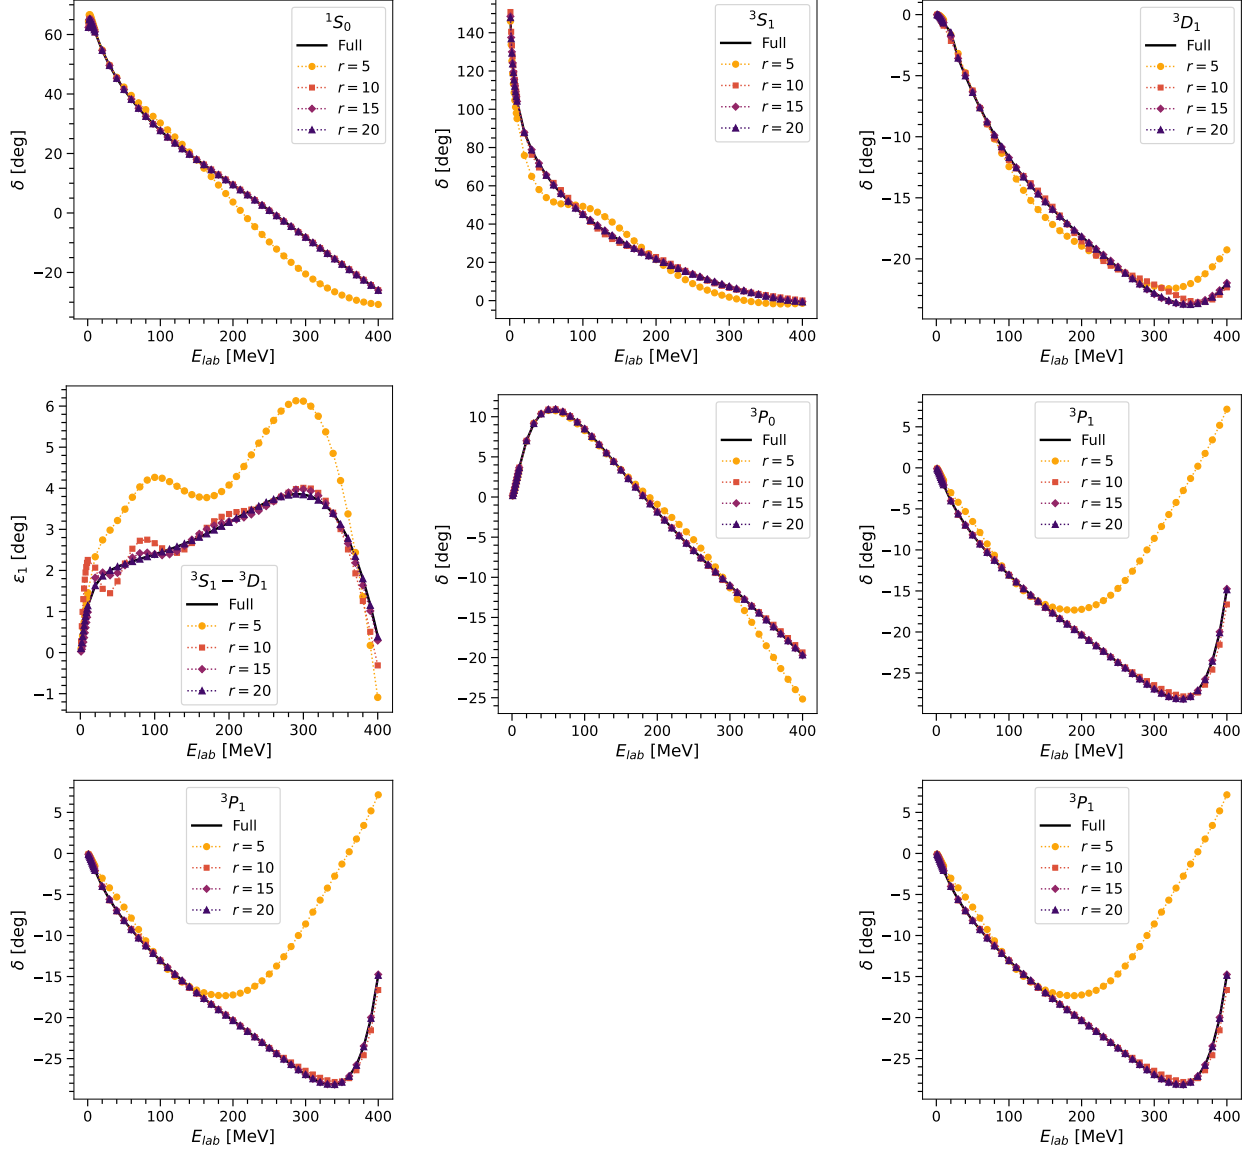 60
40
20
0
−20
δ [deg]
0
100
200
300
400
E_lab [MeV]
¹S₀
Full
r = 5
r = 10
r = 15
r = 20
140
120
100
80
60
40
20
0
δ [deg]
0
100
200
300
400
E_lab [MeV]
³S₁
Full
r = 5
r = 10
r = 15
r = 20
0
−5
−10
−15
−20
δ [deg]
0
100
200
300
400
E_lab [MeV]
³D₁
Full
r = 5
r = 10
r = 15
r = 20
6
5
4
3
2
1
0
−1
ε₁ [deg]
0
100
200
300
400
E_lab [MeV]
³S₁ − ³D₁
Full
r = 5
r = 10
r = 15
r = 20
10
5
0
−5
−10
−15
−20
−25
δ [deg]
0
100
200
300
400
E_lab [MeV]
³P₀
Full
r = 5
r = 10
r = 15
r = 20
5
0
−5
−10
−15
−20
−25
δ [deg]
0
100
200
300
400
E_lab [MeV]
³P₁
Full
r = 5
r = 10
r = 15
r = 20
5
0
−5
−10
−15
−20
−25
δ [deg]
0
100
200
300
400
E_lab [MeV]
³P₁
Full
r = 5
r = 10
r = 15
r = 20
5
0
−5
−10
−15
−20
−25
δ [deg]
0
100
200
300
400
E_lab [MeV]
³P₁
Full
r = 5
r = 10
r = 15
r = 20